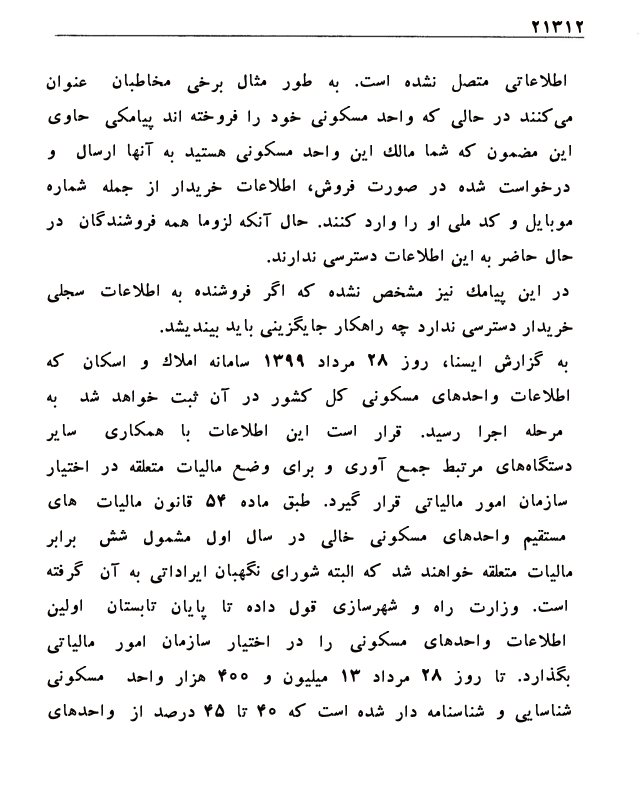 ۲۱۳۱۲
اطلاعاتی متصل نشده است. به طور مثال برخی مخاطبان عنوان
می‌کنند در حالی که واحد مسکونی خود را فروخته اند پیامکی حاوی
این مضمون که شما مالك این واحد مسکونی هستید به آنها ارسال و
درخواست شده در صورت فروش، اطلاعات خریدار از جمله شماره
موبایل و کد ملی او را وارد کنند. حال آنکه لزوما همه فروشندگان در
حال حاضر به این اطلاعات دسترسی ندارند.
در این پیامك نیز مشخص نشده که اگر فروشنده به اطلاعات سجلی
خریدار دسترسی ندارد چه راهکار جایگزینی باید بیندیشد.
به گزارش ایسنا، روز ۲۸ مرداد ۱۳۹۹ سامانه املاك و اسکان که
اطلاعات واحدهای مسکونی کل کشور در آن ثبت خواهد شد به
مرحله اجرا رسید. قرار است این اطلاعات با همکاری سایر
دستگاه‌های مرتبط جمع آوری و برای وضع مالیات متعلقه در اختیار
سازمان امور مالیاتی قرار گیرد. طبق ماده ۵۴ قانون مالیات های
مستقیم واحدهای مسکونی خالی در سال اول مشمول شش برابر
مالیات متعلقه خواهند شد که البته شورای نگهبان ایراداتی به آن گرفته
است. وزارت راه و شهرسازی قول داده تا پایان تابستان اولین
اطلاعات واحدهای مسکونی را در اختیار سازمان امور مالیاتی
بگذارد. تا روز ۲۸ مرداد ۱۳ میلیون و ۴۰۰ هزار واحد مسکونی
شناسایی و شناسنامه دار شده است که ۴۰ تا ۴۵ درصد از واحدهای